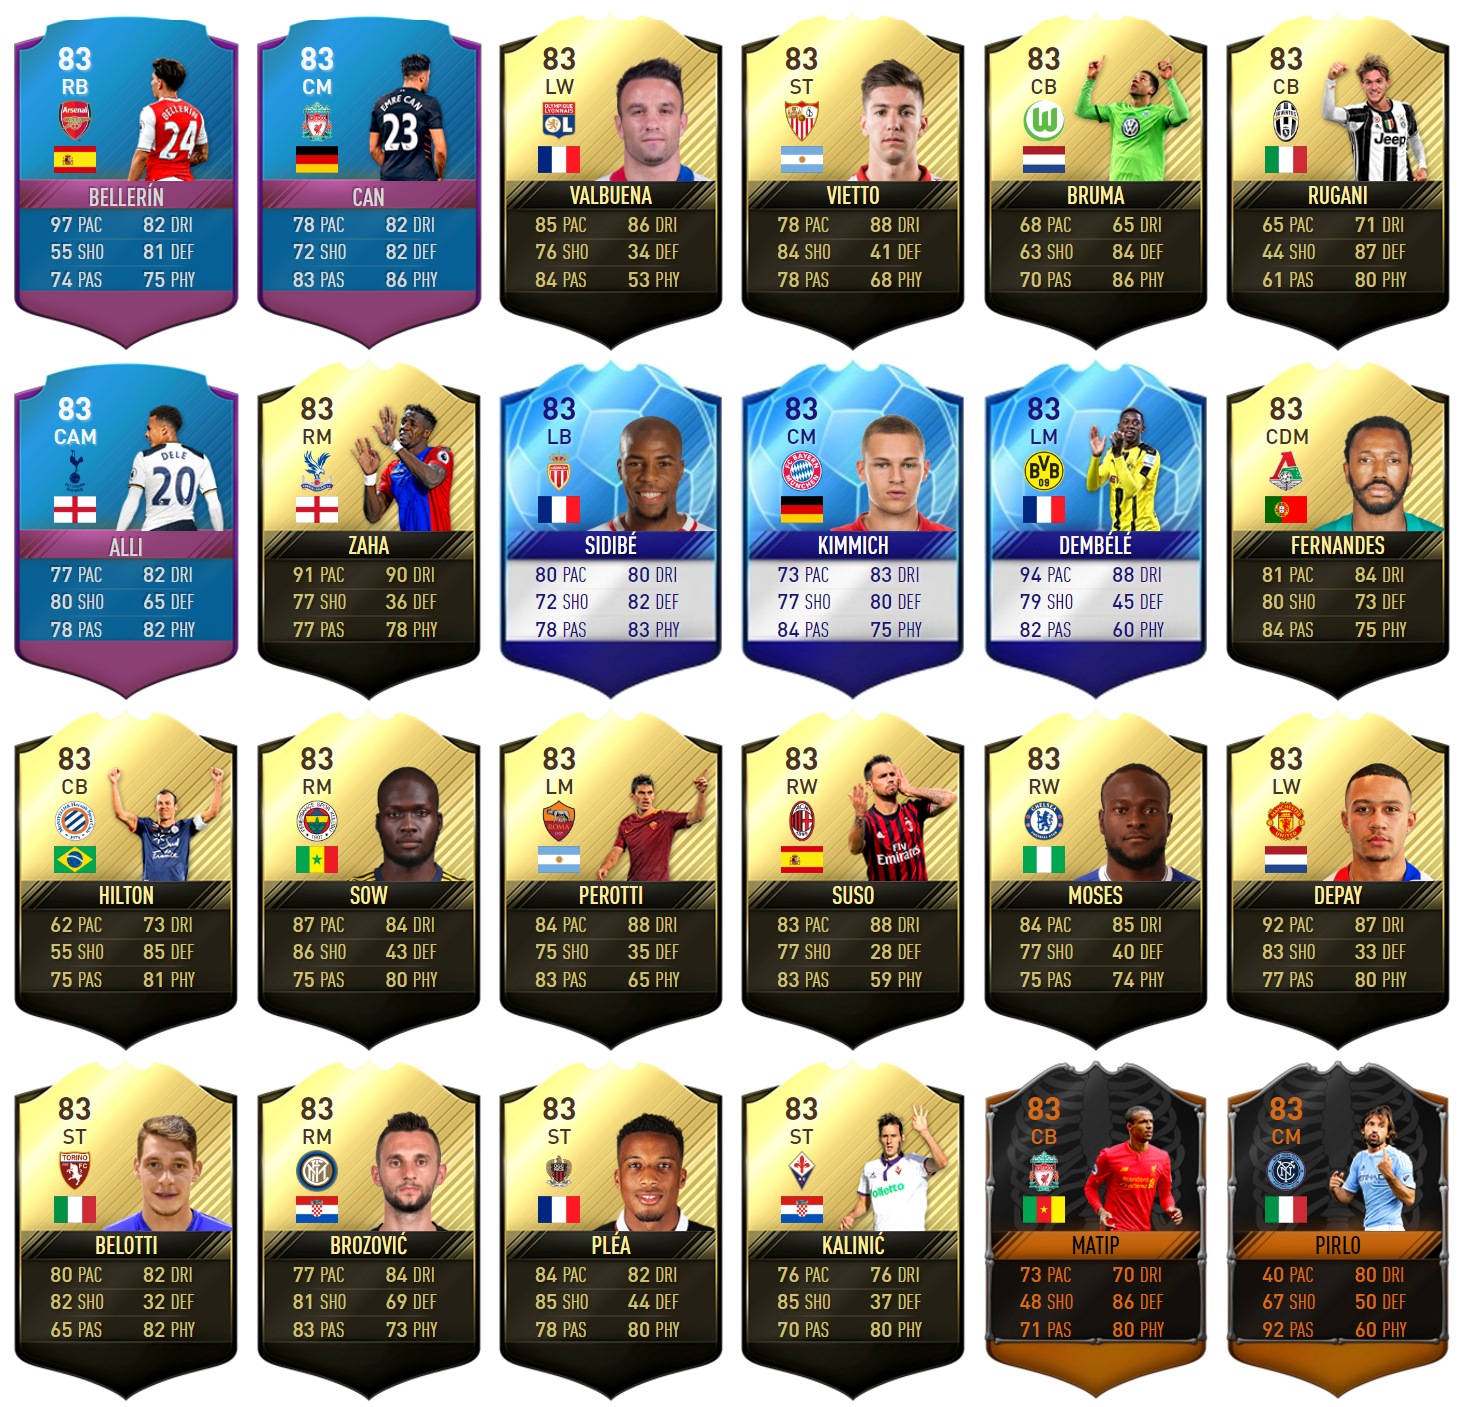 83
RB
Arsenal
BELLERIN
24
BELLERÍN
97 PAC 82 DRI
55 SHO 81 DEF
74 PAS 75 PHY
83
CM
EMRE CAN
23
CAN
78 PAC 82 DRI
72 SHO 82 DEF
83 PAS 86 PHY
83
LW
OLYMPIQUE
LYONNAIS
OL
VALBUENA
85 PAC 86 DRI
76 SHO 34 DEF
84 PAS 53 PHY
83
ST
VIETTO
78 PAC 88 DRI
84 SHO 41 DEF
78 PAS 68 PHY
83
CB
W
BRUMA
68 PAC 65 DRI
63 SHO 84 DEF
70 PAS 86 PHY
83
CB
JUVENTUS
Jeep
RUGANI
65 PAC 71 DRI
44 SHO 87 DEF
61 PAS 80 PHY
83
CAM
DELE
20
ALLI
77 PAC 82 DRI
80 SHO 65 DEF
78 PAS 82 PHY
83
RM
ZAHA
91 PAC 90 DRI
77 SHO 36 DEF
77 PAS 78 PHY
83
LB
SIDIBÉ
80 PAC 80 DRI
72 SHO 82 DEF
78 PAS 83 PHY
83
CM
FC BAYERN
MÜNCHEN
KIMMICH
73 PAC 83 DRI
77 SHO 80 DEF
84 PAS 75 PHY
83
LM
BVB
09
DEMBÉLÉ
94 PAC 88 DRI
79 SHO 45 DEF
82 PAS 60 PHY
83
CDM
FERNANDES
81 PAC 84 DRI
80 SHO 73 DEF
84 PAS 75 PHY
83
CB
HILTON
62 PAC 73 DRI
55 SHO 85 DEF
75 PAS 81 PHY
83
RM
SOW
87 PAC 84 DRI
86 SHO 43 DEF
75 PAS 80 PHY
83
LM
ROMA
PEROTTI
84 PAC 88 DRI
75 SHO 35 DEF
83 PAS 65 PHY
83
RW
Fly
Emirates
SUSO
83 PAC 88 DRI
77 SHO 28 DEF
83 PAS 59 PHY
83
RW
CHELSEA
MOSES
84 PAC 85 DRI
77 SHO 40 DEF
75 PAS 74 PHY
83
LW
MANCHESTER
UNITED
DEPAY
92 PAC 87 DRI
83 SHO 33 DEF
77 PAS 80 PHY
83
ST
TORINO
FC
BELOTTI
80 PAC 82 DRI
82 SHO 32 DEF
65 PAS 82 PHY
83
RM
BROZOVIĆ
77 PAC 84 DRI
81 SHO 69 DEF
83 PAS 73 PHY
83
ST
PLÉA
84 PAC 82 DRI
85 SHO 44 DEF
78 PAS 80 PHY
83
ST
folletto
KALINIĆ
76 PAC 76 DRI
85 SHO 37 DEF
70 PAS 80 PHY
83
CB
MATIP
73 PAC 70 DRI
48 SHO 86 DEF
71 PAS 80 PHY
83
CM
PIRLO
40 PAC 80 DRI
67 SHO 50 DEF
92 PAS 60 PHY